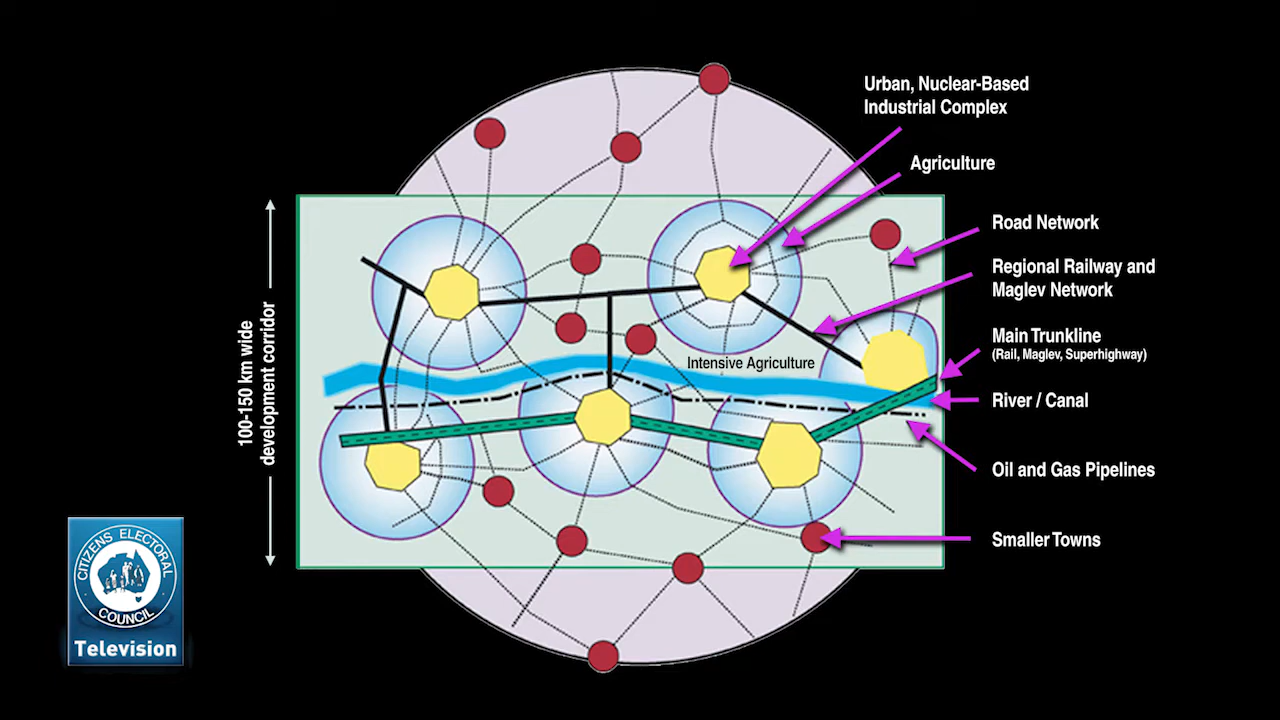 Urban, Nuclear-Based
Industrial Complex
Agriculture
Road Network
Regional Railway and
Maglev Network
Main Trunkline
(Rail, Maglev, Superhighway)
River / Canal
Oil and Gas Pipelines
Smaller Towns
Intensive Agriculture
100-150 km wide
development corridor
CITIZENS ELECTORAL
COUNCIL
Television